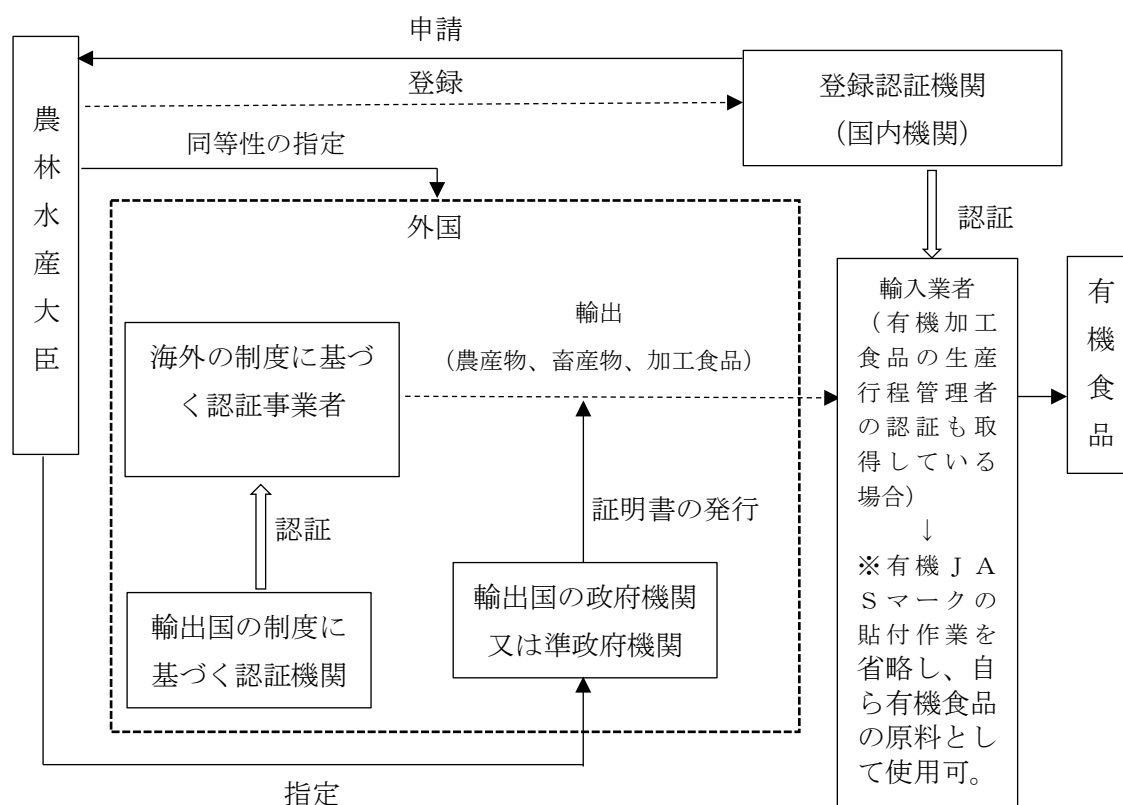 申請
登録
同等性の指定
農
林
水
産
大
臣
登録認証機関
（国内機関）
認証
外国
海外の制度に基づ
く認証事業者
輸出
（農産物、畜産物、加工食品）
認証
証明書の発行
輸出国の制度に
基づく認証機関
輸出国の政府機関
又は準政府機関
指定
輸入業者
（有機加工
食品の生産
行程管理者
の認証も取
得している
場合）
↓
※有機ＪＡ
Ｓマークの
貼付作業を
省略し、自
ら有機食品
の原料とし
て使用可。
有
機
食
品